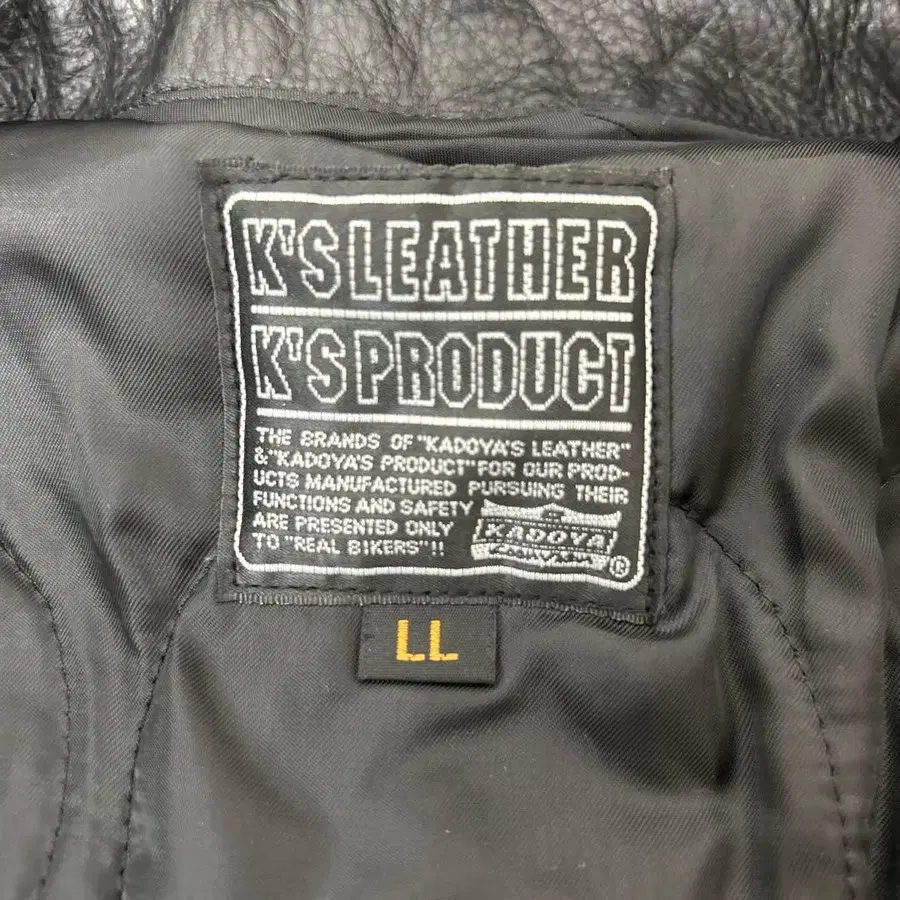 K'S LEATHER
K'S PRODUCT
THE BRANDS OF "KADOYA'S LEATHER"
& "KADOYA'S PRODUCT" FOR OUR PROD-
UCTS MANUFACTURED PURSUING THEIR
FUNCTIONS AND SAFETY
ARE PRESENTED ONLY
TO "REAL BIKERS"!!
KADOYA
®
LL